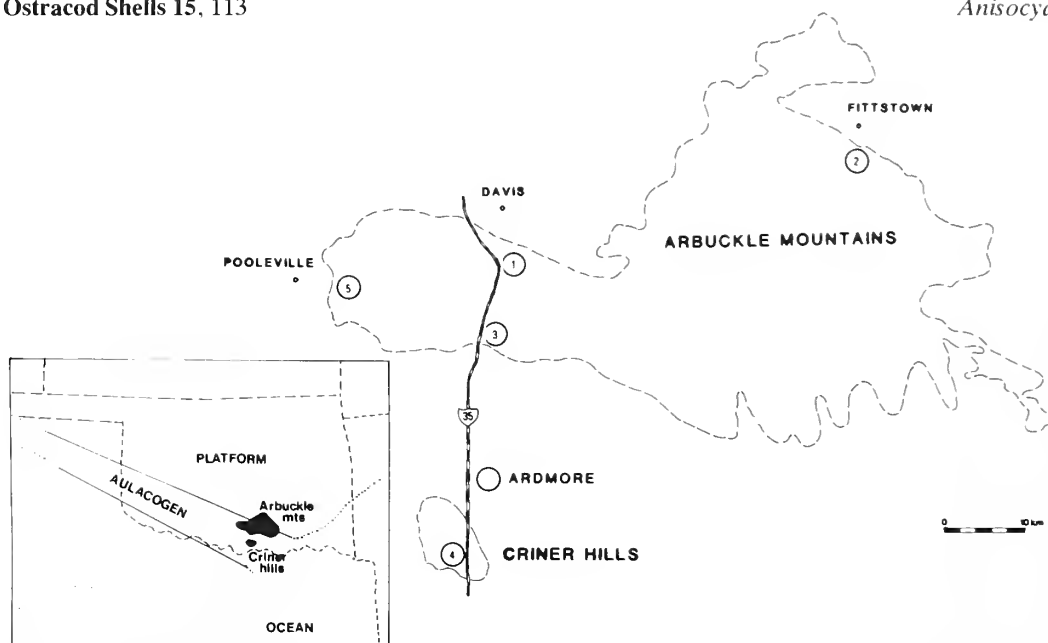 Ostracod Shells 15, 113
FITTSTOWN
2
DAVIS
ARBUCKLE MOUNTAINS
POOLEVILLE
1
5
3
35
PLATFORM
AULACOGEN
Arbuckle
mts
Criner
hills
OCEAN
ARDMORE
4
CRINER HILLS
0
10 km